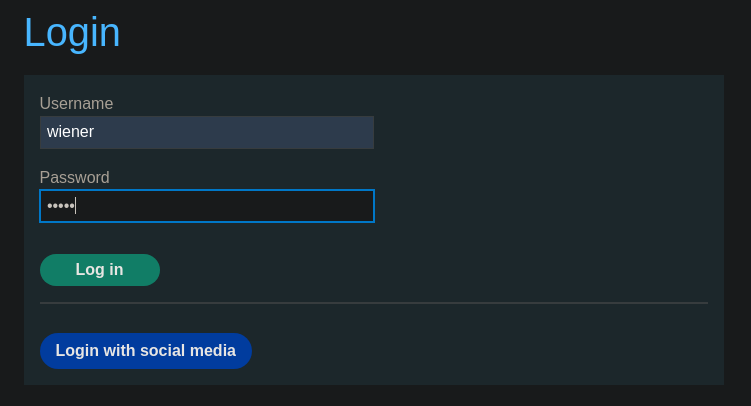 Login
Username
wiener
Password
•••••
Log in
Login with social media